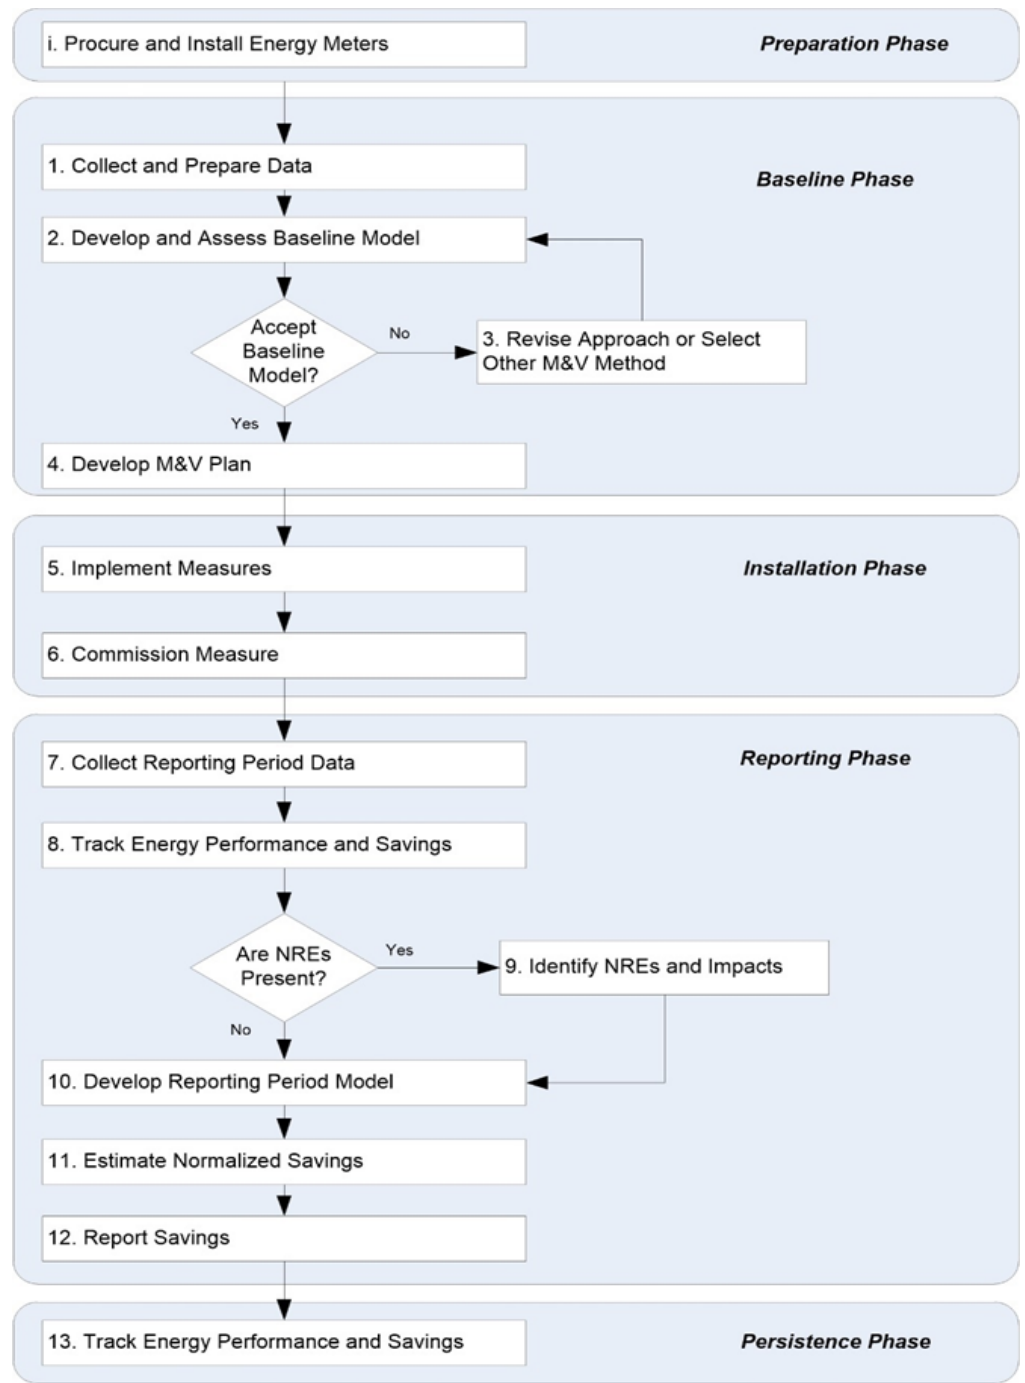 i. Procure and Install Energy Meters
Preparation Phase
1. Collect and Prepare Data
Baseline Phase
2. Develop and Assess Baseline Model
Accept
Baseline
Model?
No
3. Revise Approach or Select
Other M&V Method
Yes
4. Develop M&V Plan
5. Implement Measures
Installation Phase
6. Commission Measure
7. Collect Reporting Period Data
Reporting Phase
8. Track Energy Performance and Savings
Are NREs
Present?
Yes
9. Identify NREs and Impacts
No
10. Develop Reporting Period Model
11. Estimate Normalized Savings
12. Report Savings
13. Track Energy Performance and Savings
Persistence Phase